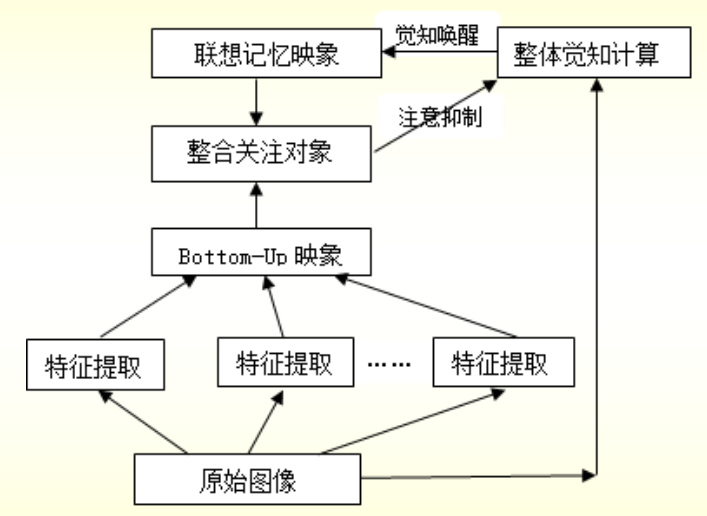 觉知唤醒
联想记忆映象
整体觉知计算
注意抑制
整合关注对象
Bottom-Up 映象
特征提取
特征提取
……
特征提取
原始图像